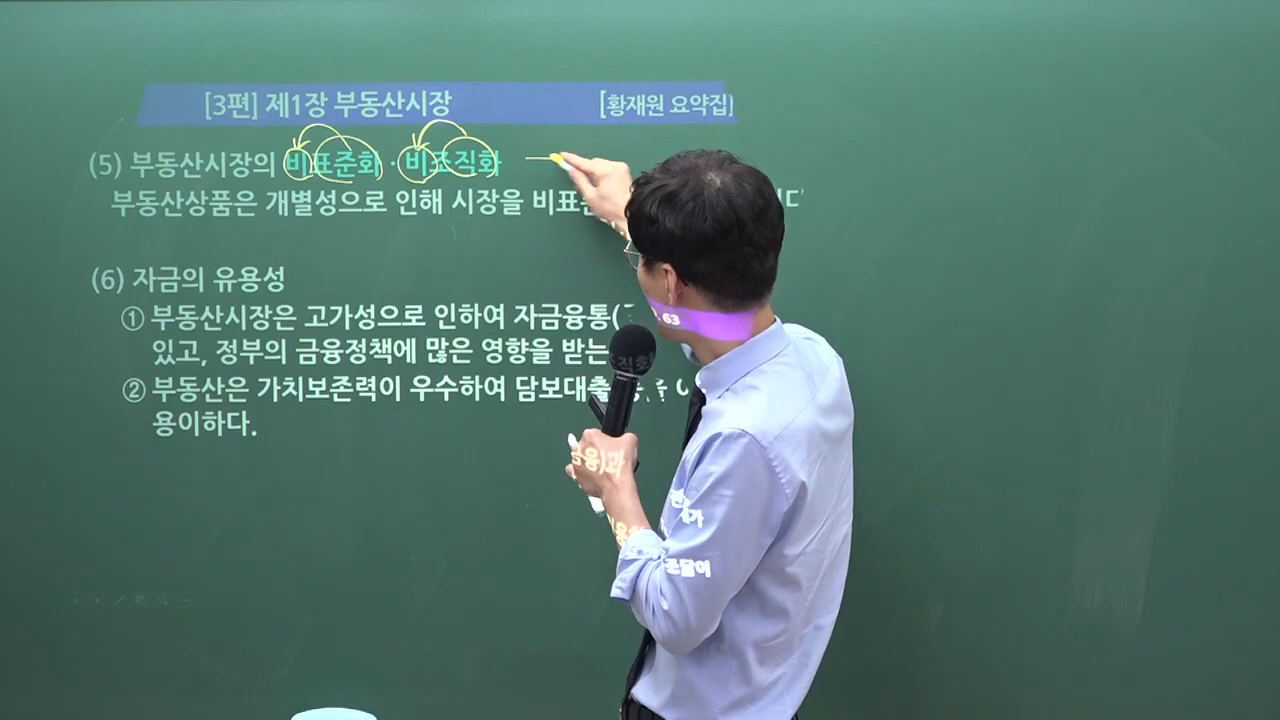 [3편] 제1장 부동산시장 [황재원 요약집]
63
(5) 부동산시장의 비표준화·비조직화
부동산상품은 개별성으로 인해 시장을 비표
(6) 자금의 유용성
① 부동산시장은 고가성으로 인하여 자금융통(
금융)과
있고, 정부의 금융정책에 많은 영향을 받는
② 부동산은 가치보존력이 우수하여 담보대출
용이하다.